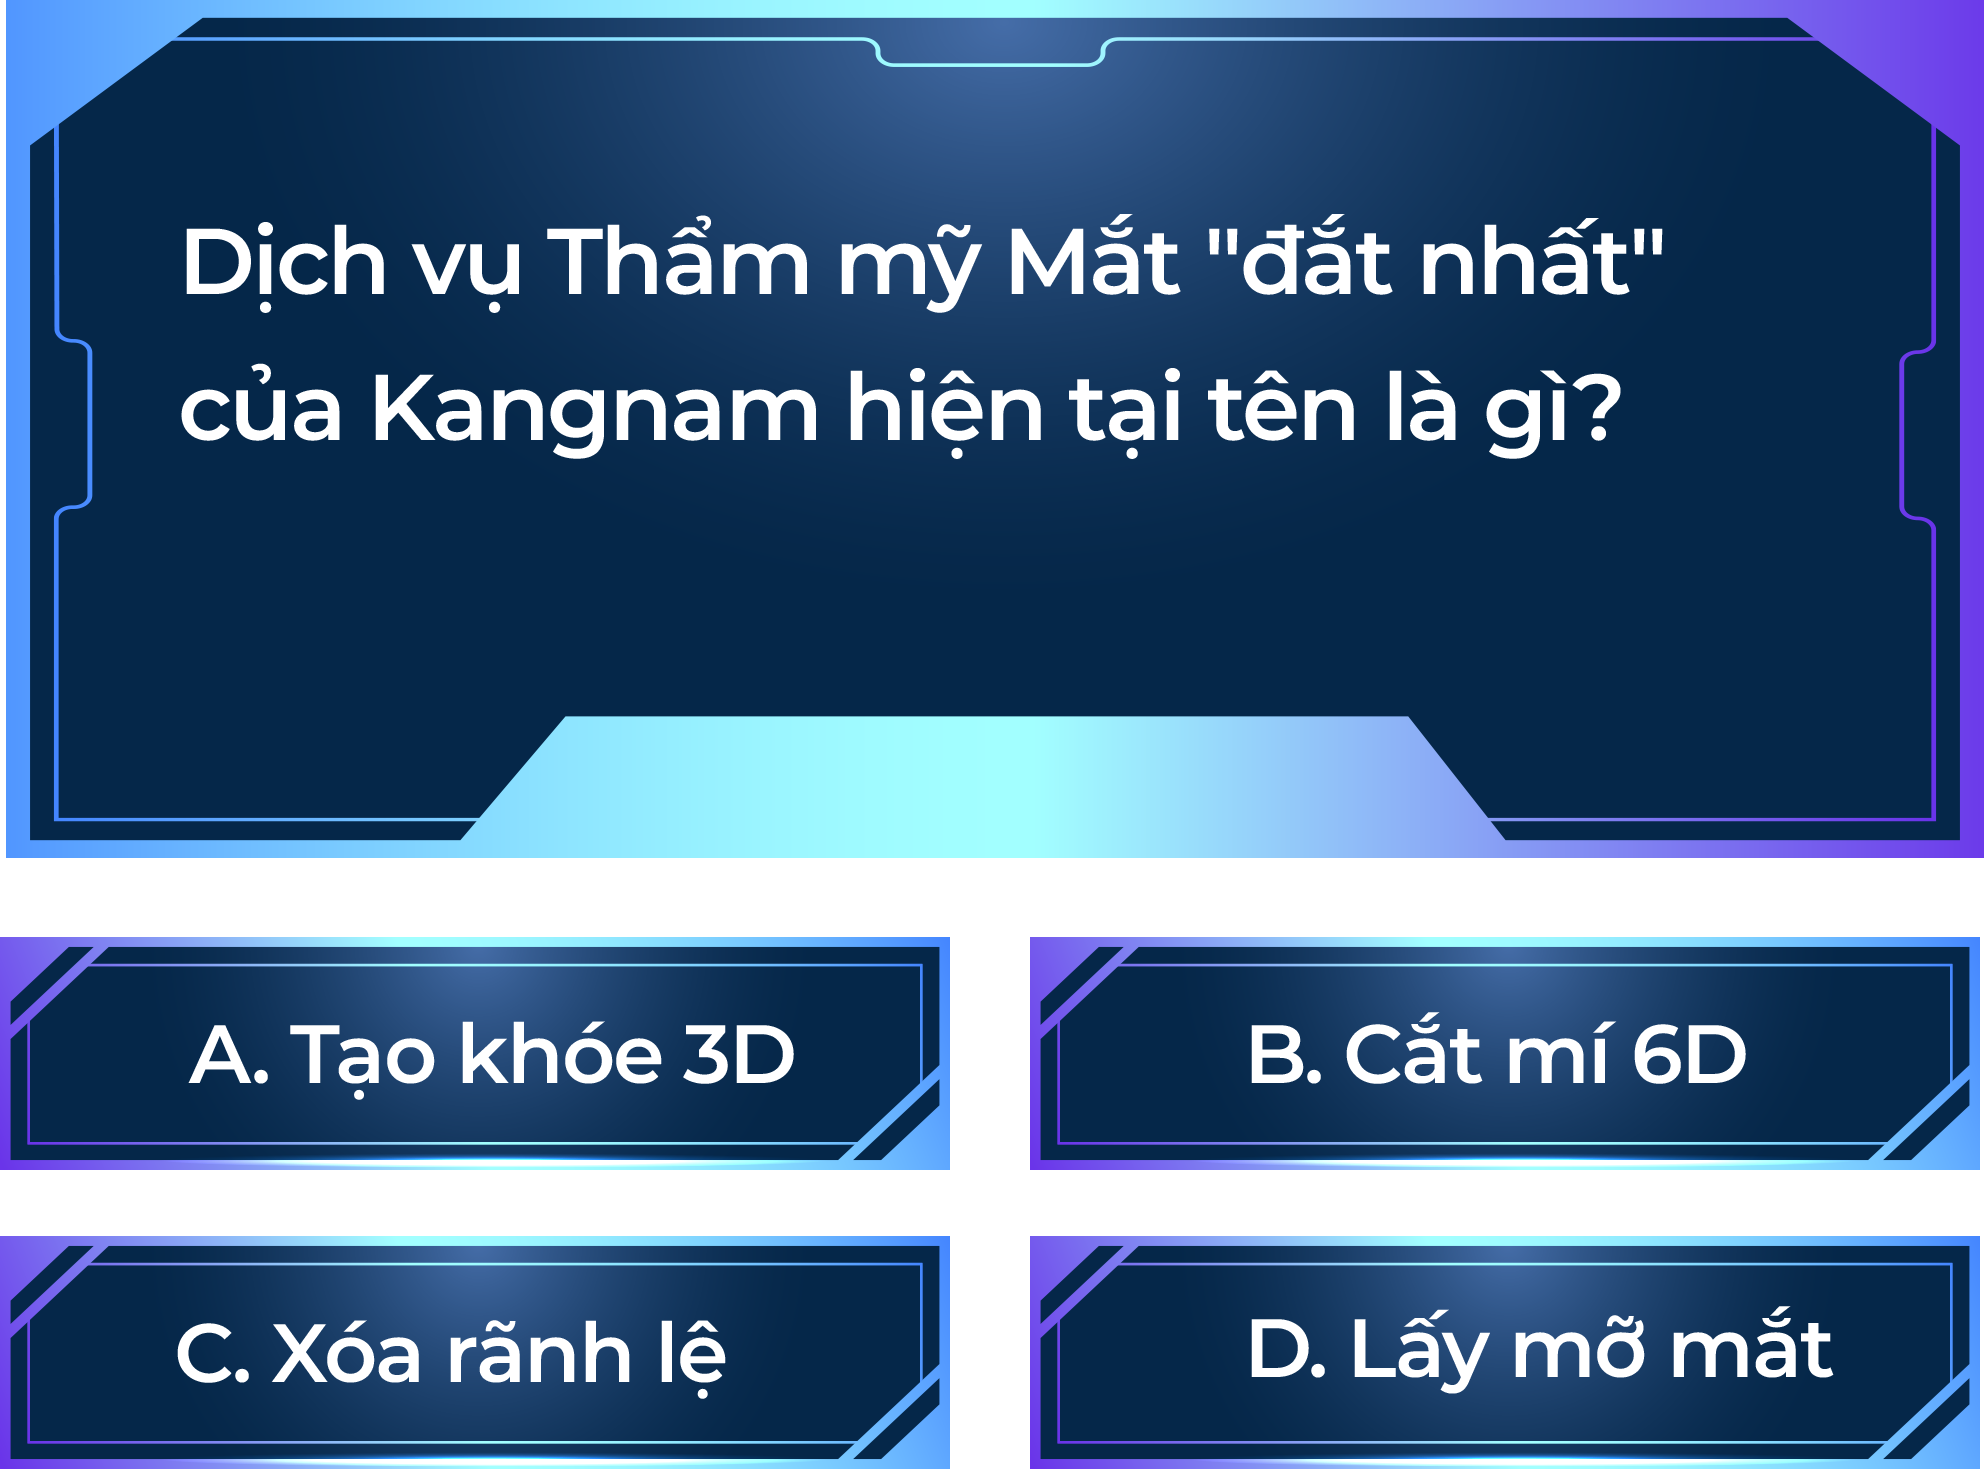 Dịch vụ Thẩm mỹ Mắt "đắt nhất"
của Kangnam hiện tại tên là gì?
A. Tạo khóe 3D
B. Cắt mí 6D
C. Xóa rãnh lệ
D. Lấy mỡ mắt